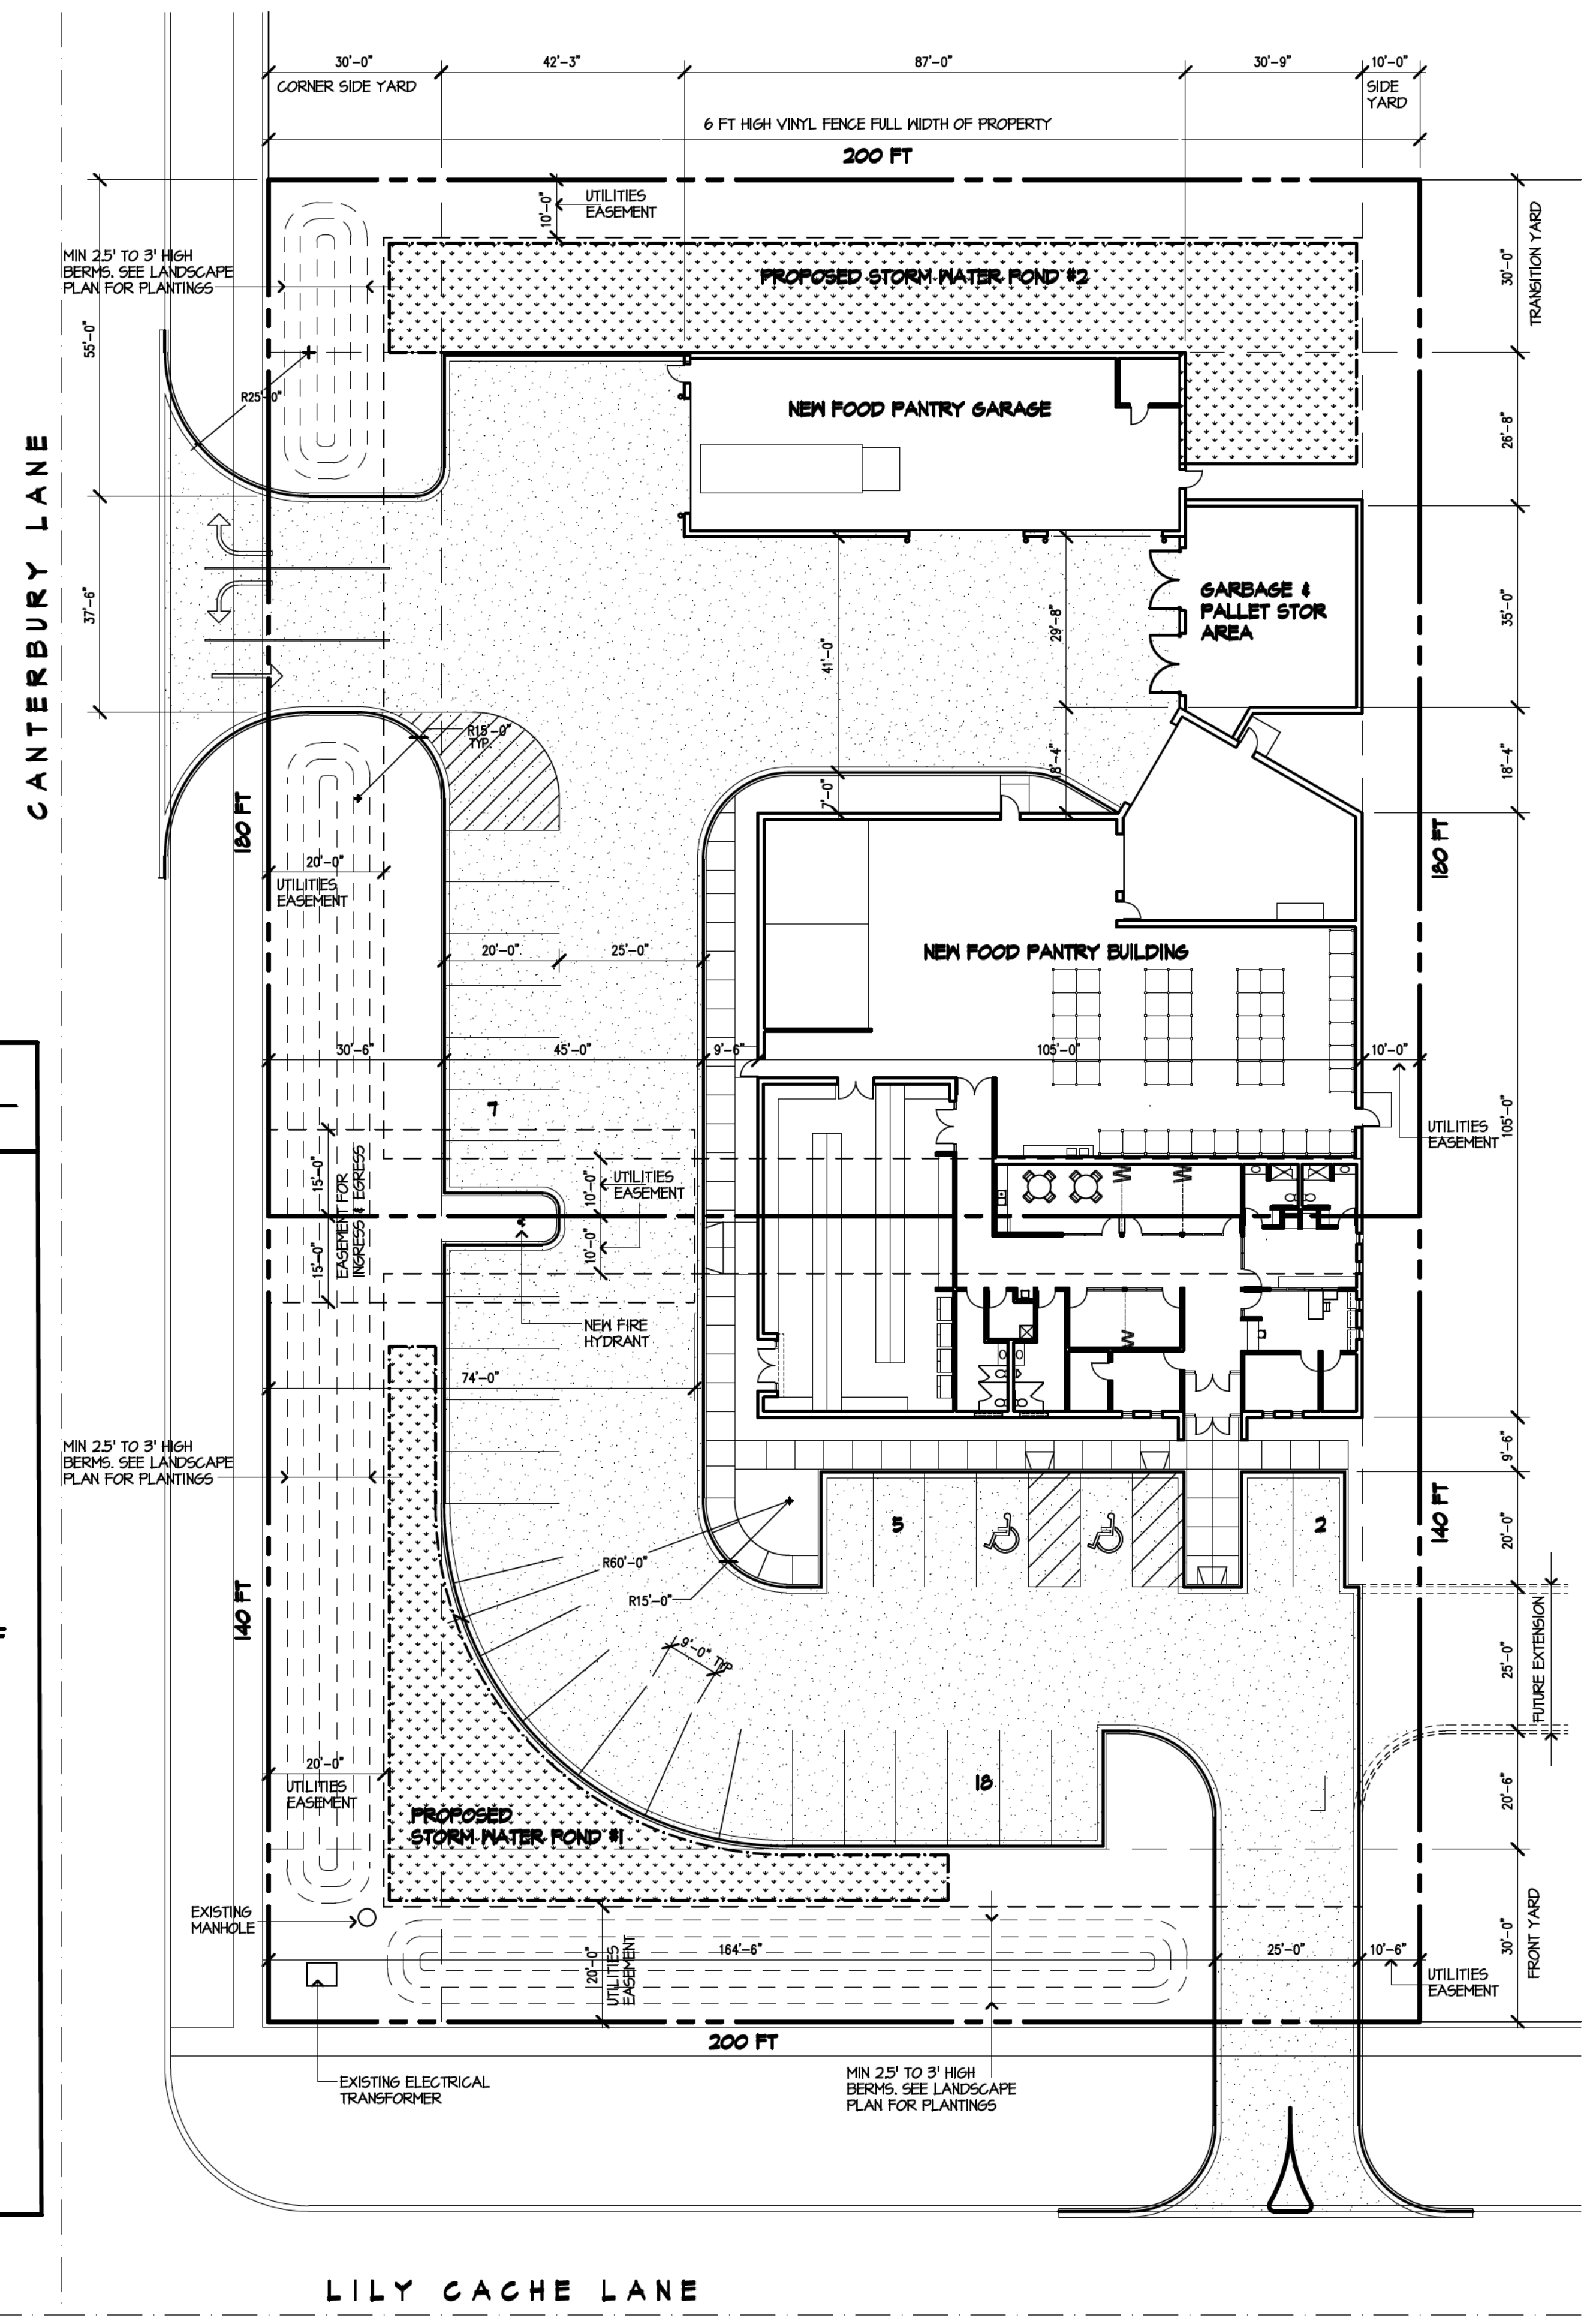 30'-0"
42'-3"
87'-0"
30'-9"
10'-0"
CORNER SIDE YARD
SIDE
YARD
6 FT HIGH VINYL FENCE FULL WIDTH OF PROPERTY
200 FT
10'-0"
UTILITIES
EASEMENT
MIN 2.5' TO 3' HIGH
BERMS. SEE LANDSCAPE
PLAN FOR PLANTINGS
PROPOSED STORM WATER POND #2
30'-0"
TRANSITION YARD
55'-0"
R25'-0"
NEW FOOD PANTRY GARAGE
26'-8"
CANTERBURY LANE
37'-6"
GARBAGE &
PALLET STOR
AREA
35'-0"
41'-0"
29'-8"
R15'-0"
TYP.
18'-4"
18'-4"
7'-0"
180 FT
180 FT
20'-0"
UTILITIES
EASEMENT
20'-0"
25'-0"
NEW FOOD PANTRY BUILDING
30'-6"
45'-0"
9'-6"
105'-0"
10'-0"
7
UTILITIES
EASEMENT
105'-0"
15'-0"
15'-0"
EASEMENT FOR
INGRESS & EGRESS
10'-0"
10'-0"
UTILITIES
EASEMENT
NEW FIRE
HYDRANT
74'-0"
MIN 2.5' TO 3' HIGH
BERMS. SEE LANDSCAPE
PLAN FOR PLANTINGS
9'-6"
5
2
20'-0"
140 FT
140 FT
R60'-0"
R15'-0"
9'-0" TYP
25'-0"
FUTURE EXTENSION
20'-0"
UTILITIES
EASEMENT
18
20'-6"
PROPOSED
STORM WATER POND #1
EXISTING
MANHOLE
164'-6"
20'-0"
UTILITIES
EASEMENT
25'-0"
10'-6"
UTILITIES
EASEMENT
30'-0"
FRONT YARD
200 FT
EXISTING ELECTRICAL
TRANSFORMER
MIN 2.5' TO 3' HIGH
BERMS. SEE LANDSCAPE
PLAN FOR PLANTINGS
LILY CACHE LANE